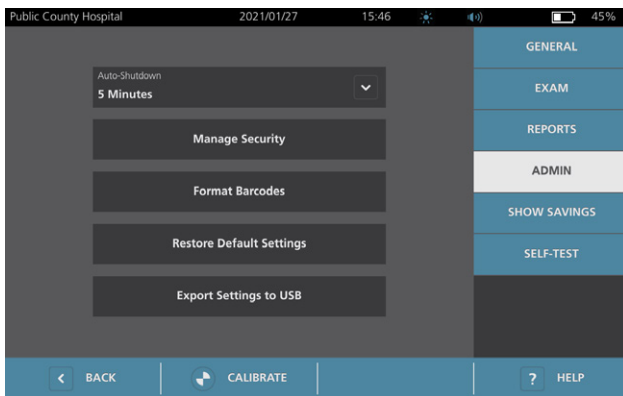 Public County Hospital 2021/01/27 15:46 45%
Auto-Shutdown
5 Minutes
Manage Security
Format Barcodes
Restore Default Settings
Export Settings to USB
GENERAL
EXAM
REPORTS
ADMIN
SHOW SAVINGS
SELF-TEST
BACK CALIBRATE ? HELP